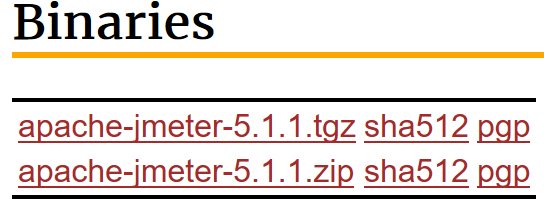 Binaries
apache-jmeter-5.1.1.tgz sha512 pgp
apache-jmeter-5.1.1.zip sha512 pgp